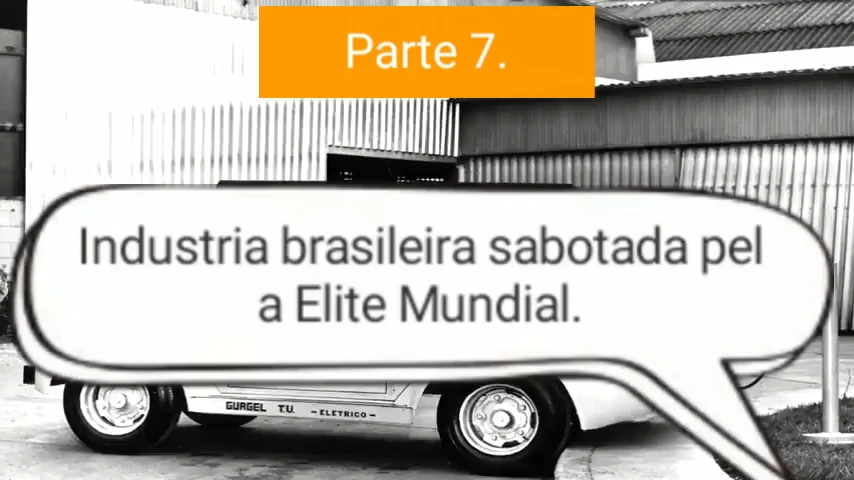 Parte 7.
Industria brasileira sabotada pel
a Elite Mundial.
GURGEL T.U. - ELETRICO -